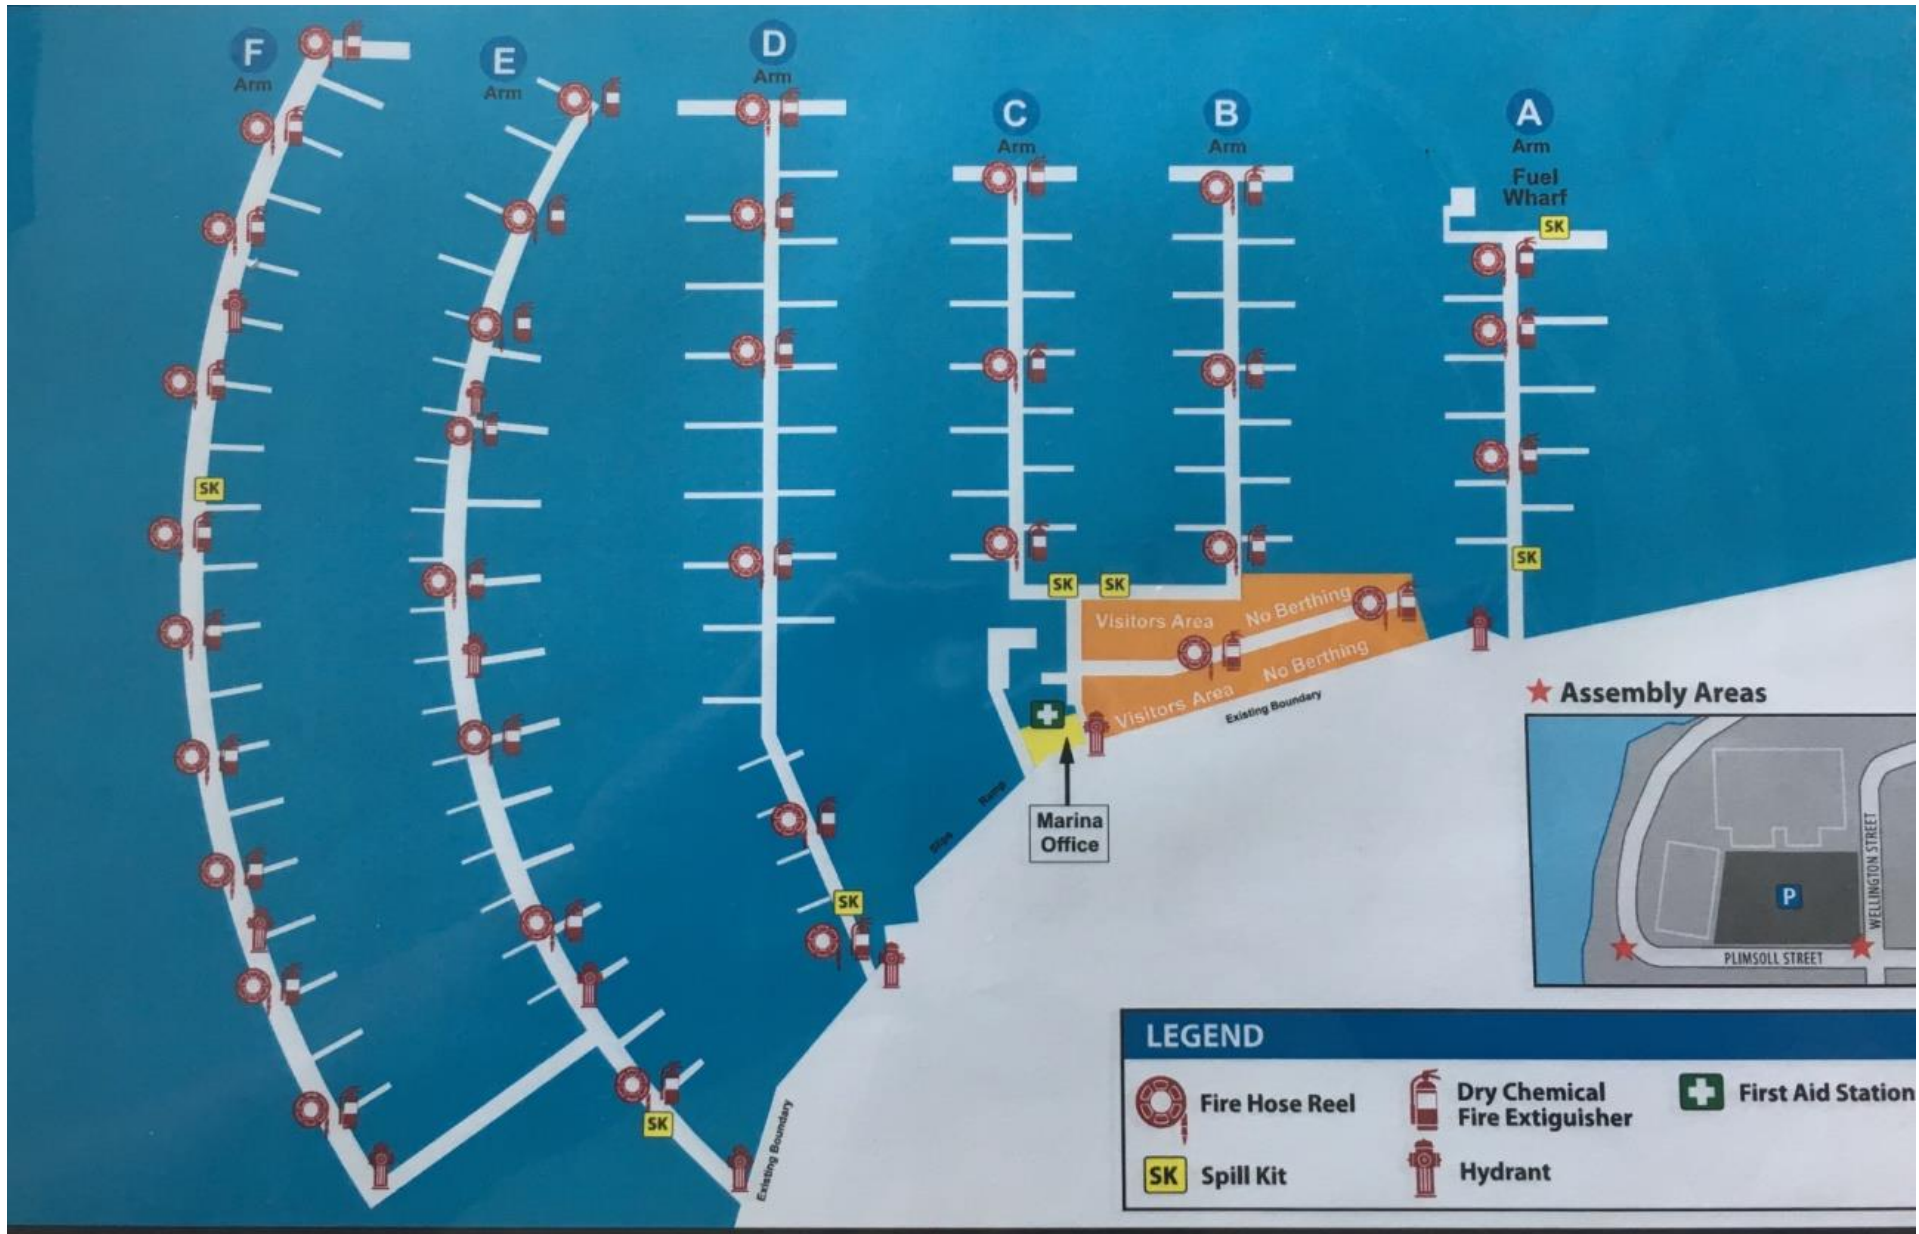 F
Arm
E
Arm
D
Arm
C
Arm
B
Arm
A
Arm
Fuel
Wharf
SK
SK
SK
SK
SK
Visitors Area
No Berthing
No Berthing
Visitors Area
Existing Boundary
Marina
Office
Ramp
Slips
SK
SK
Existing Boundary
Assembly Areas
P
WELLINGTON STREET
PLIMSOLL STREET
LEGEND
Fire Hose Reel
Dry Chemical
Fire Extiguisher
First Aid Station
SK Spill Kit
Hydrant